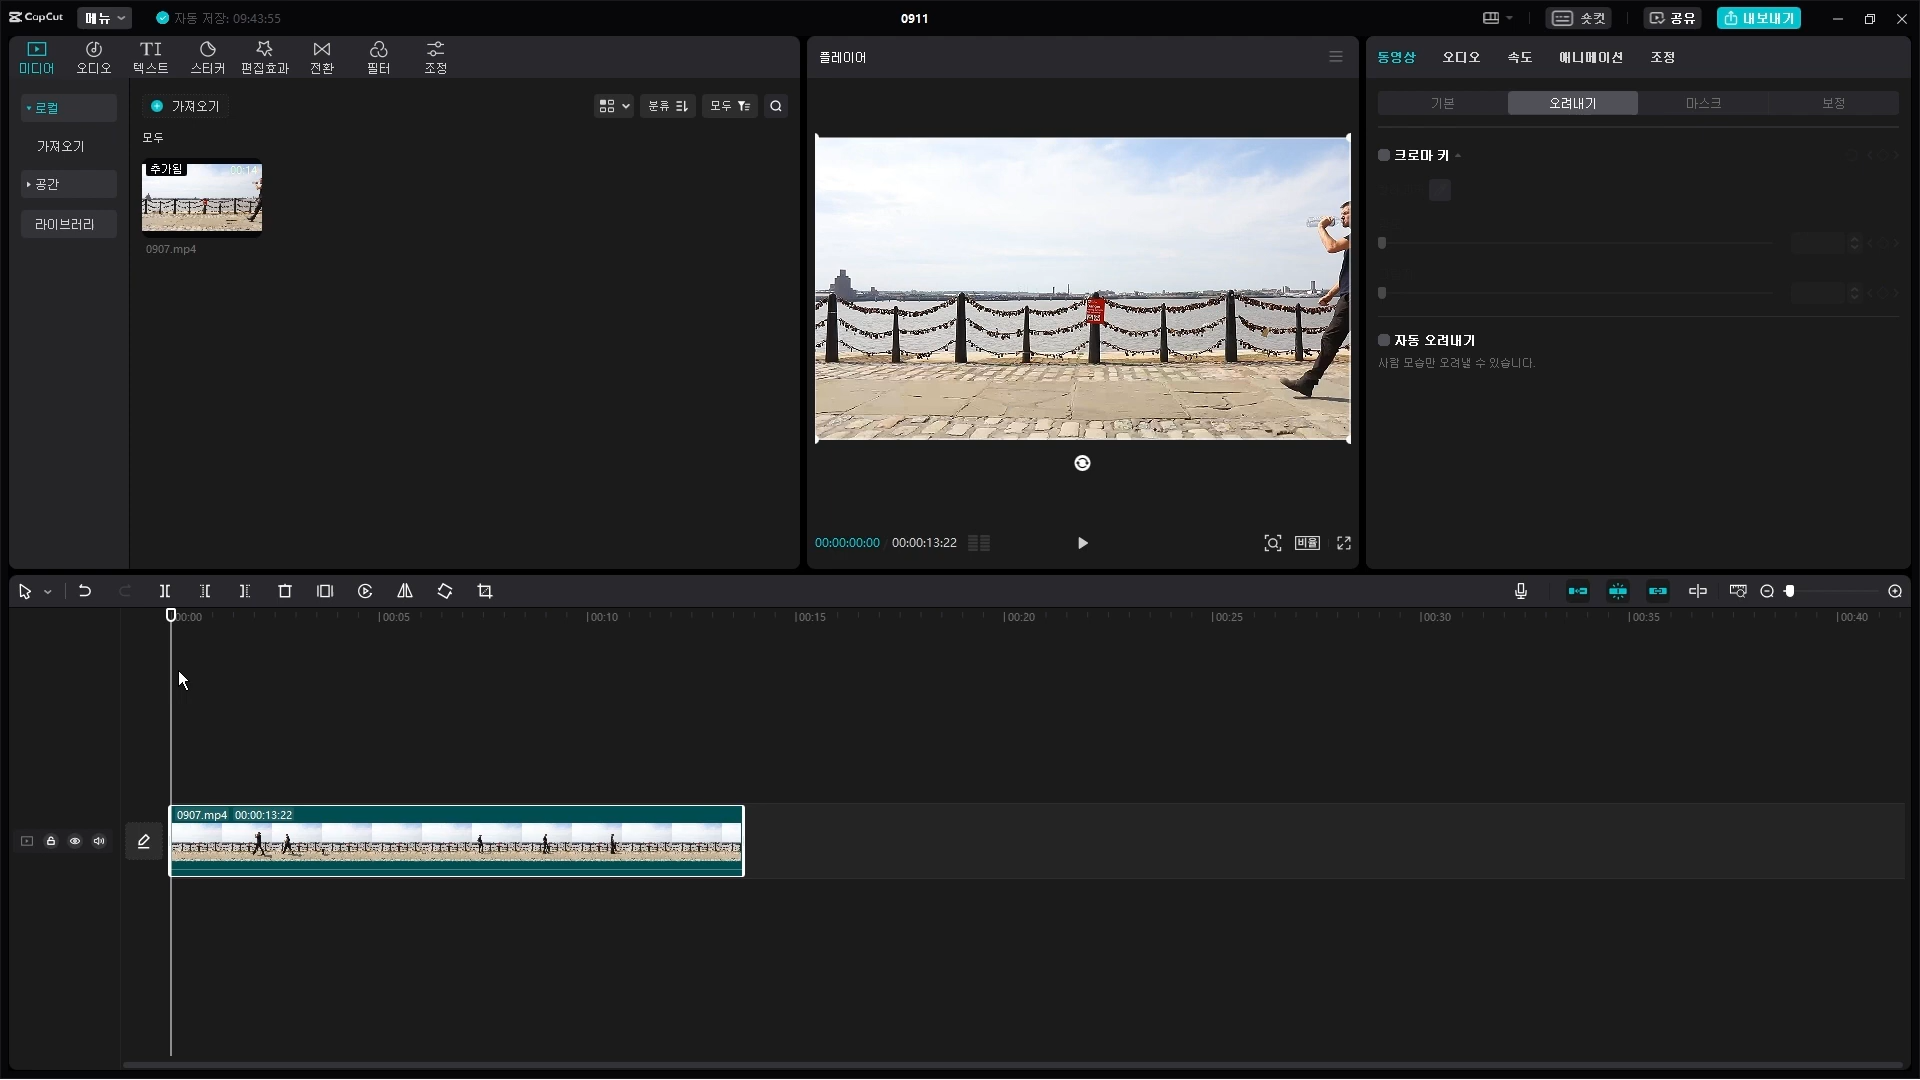 CapCut
메뉴
자동 저장: 09:43:55
0911
숏컷
공유
내보내기
미디어
오디오
텍스트
스티커
편집효과
전환
필터
조정
로컬
가져오기
공간
라이브러리
가져오기
분류
모두
모두
추가됨
00:14
0907.mp4
플레이어
00:00:00:00
00:00:13:22
비율
동영상
오디오
속도
애니메이션
조정
기본
오려내기
마스크
보정
크로마 키
자동 오려내기
사람 모습만 오려낼 수 있습니다.
00:00
00:05
00:10
00:15
00:20
00:25
00:30
00:35
00:40
0907.mp4 00:00:13:22